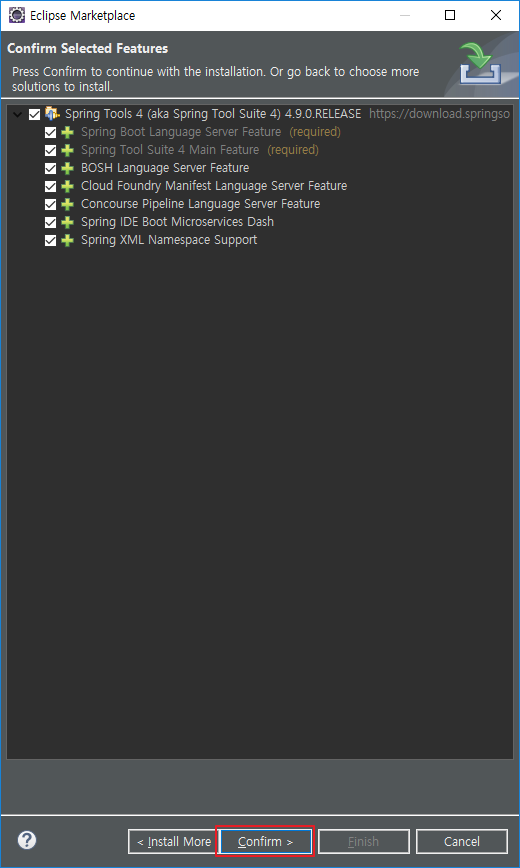 Eclipse Marketplace
Confirm Selected Features
Press Confirm to continue with the installation. Or go back to choose more
solutions to install.
Spring Tools 4 (aka Spring Tool Suite 4) 4.9.0.RELEASE https://download.springso
Spring Boot Language Server Feature (required)
Spring Tool Suite 4 Main Feature (required)
BOSH Language Server Feature
Cloud Foundry Manifest Language Server Feature
Concourse Pipeline Language Server Feature
Spring IDE Boot Microservices Dash
Spring XML Namespace Support
? < Install More Confirm > Finish Cancel